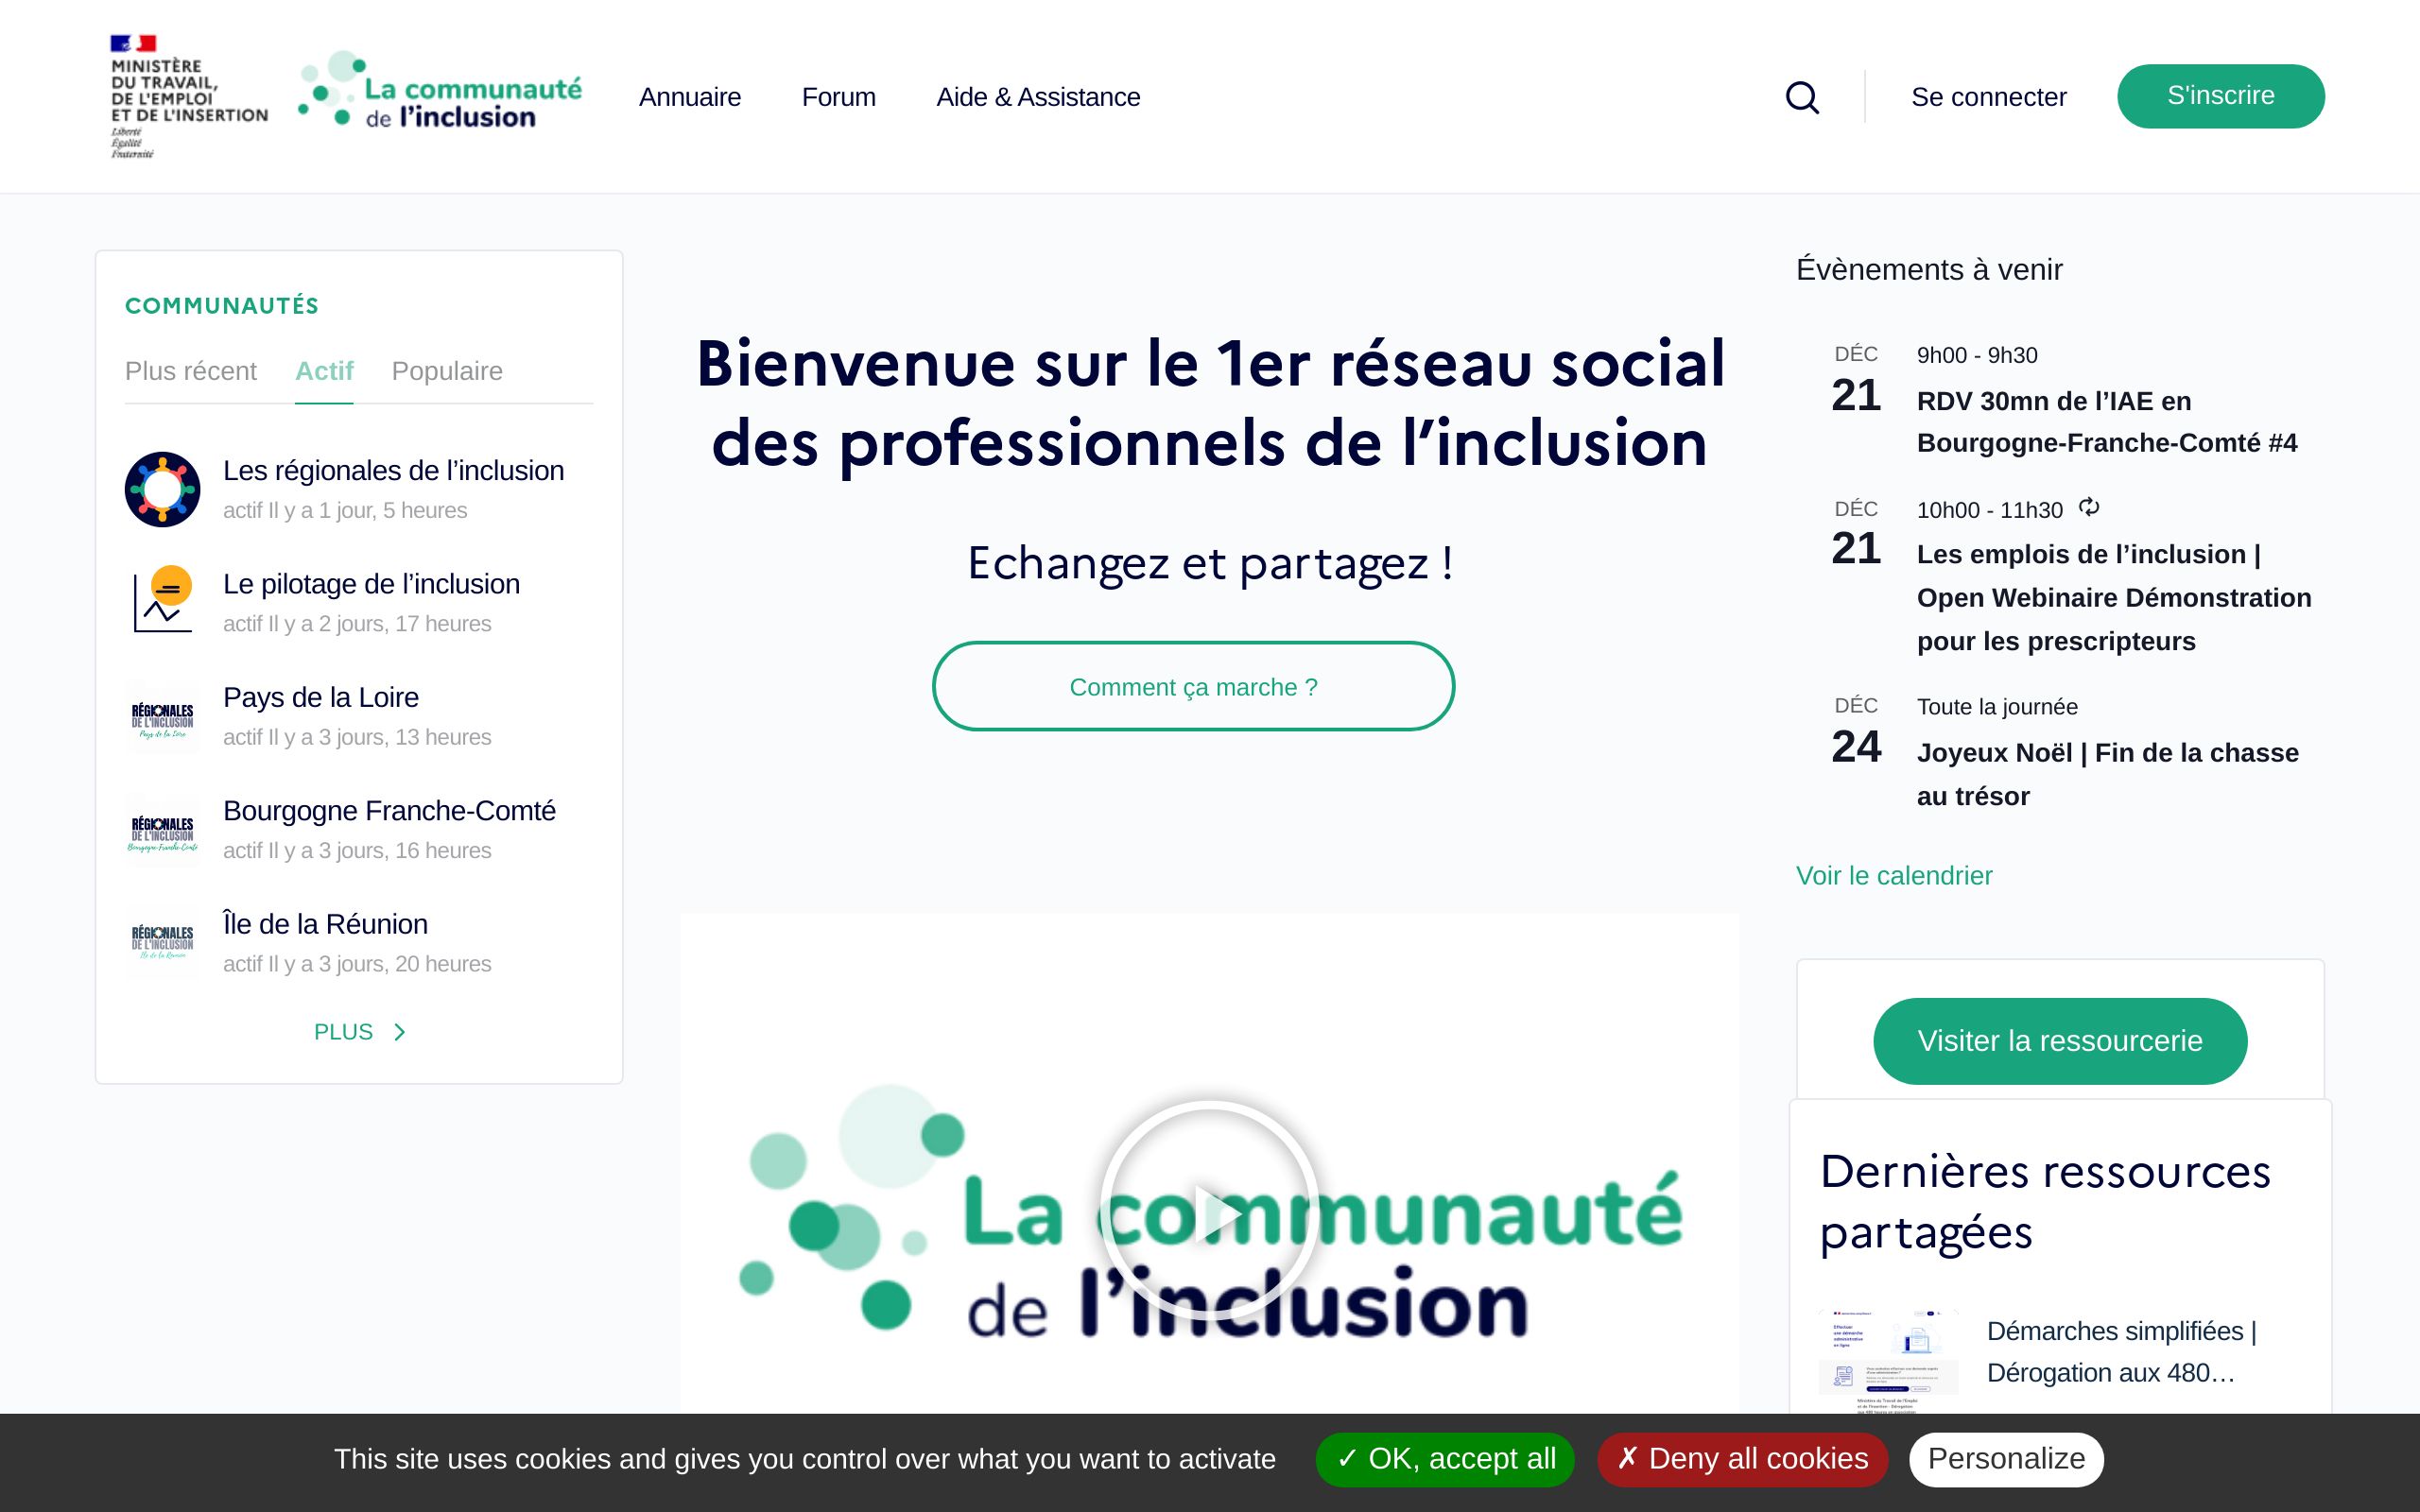 MINISTÈRE
DU TRAVAIL,
DE L'EMPLOI
ET DE L'INSERTION
Liberté
Égalité
Fraternité
La communauté
de l'inclusion
Annuaire
Forum
Aide & Assistance
Se connecter
S'inscrire
COMMUNAUTÉS
Plus récent
Actif
Populaire
Les régionales de l’inclusion
actif Il y a 1 jour, 5 heures
Le pilotage de l’inclusion
actif Il y a 2 jours, 17 heures
RÉGIONALES
DE L'INCLUSION
Pays de la Loire
Pays de la Loire
actif Il y a 3 jours, 13 heures
RÉGIONALES
DE L'INCLUSION
Bourgogne-Franche-Comté
Bourgogne Franche-Comté
actif Il y a 3 jours, 16 heures
RÉGIONALES
DE L'INCLUSION
Île de la Réunion
Île de la Réunion
actif Il y a 3 jours, 20 heures
PLUS
Bienvenue sur le 1er réseau social
des professionnels de l’inclusion
Echangez et partagez !
Comment ça marche ?
La communauté
de l’inclusion
Évènements à venir
DÉC
21
9h00 - 9h30
RDV 30mn de l’IAE en
Bourgogne-Franche-Comté #4
DÉC
21
10h00 - 11h30
Les emplois de l’inclusion |
Open Webinaire Démonstration
pour les prescripteurs
DÉC
24
Toute la journée
Joyeux Noël | Fin de la chasse
au trésor
Voir le calendrier
Visiter la ressourcerie
Dernières ressources
partagées
Effectuer
une démarche
administrative
en ligne
Démarches simplifiées |
Dérogation aux 480…
This site uses cookies and gives you control over what you want to activate
✓ OK, accept all
✗ Deny all cookies
Personalize